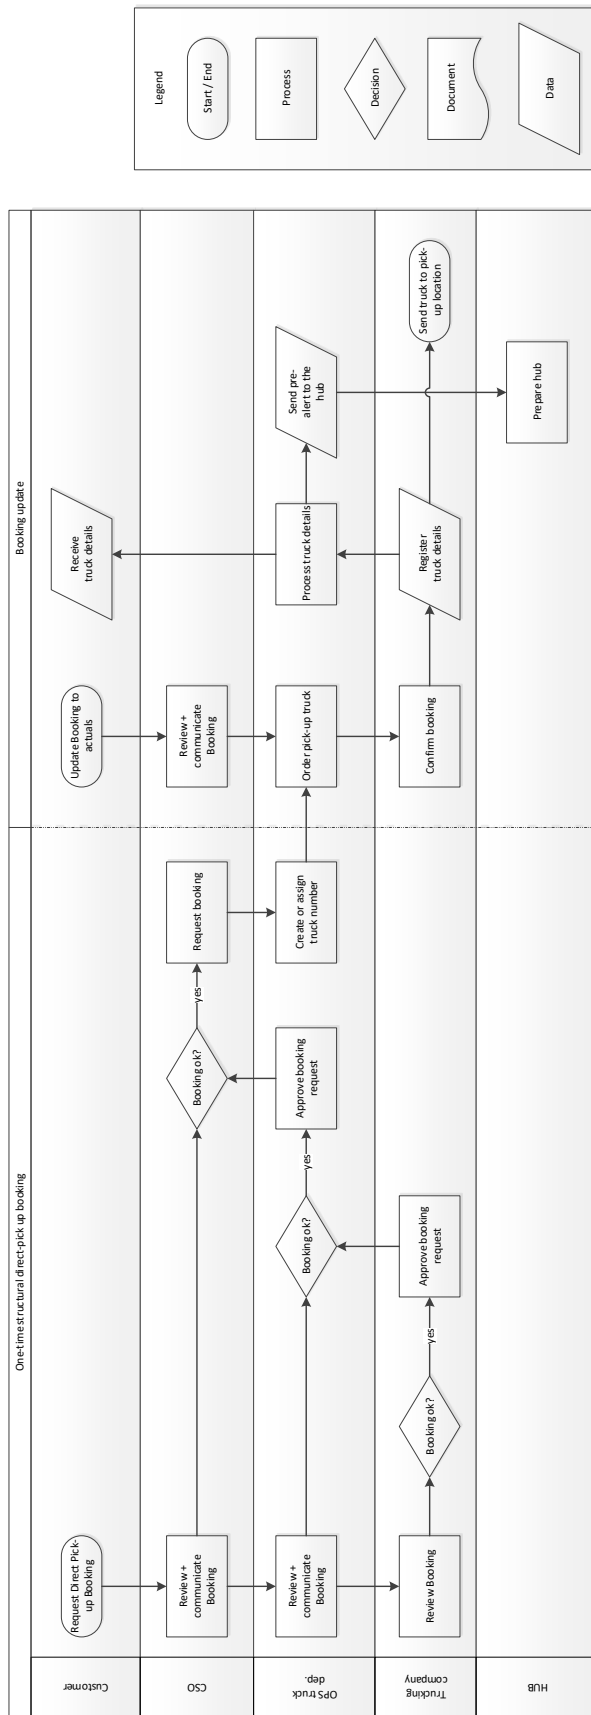 One-time structural direct-pick up booking
Booking update
Customer
Request Direct Pick-
up Booking
Update Booking to
actuals
Receive
truck details
CSO
Review +
communicate
Booking
Booking ok?
yes
Request booking
Review +
communicate
Booking
OPS truck
dep.
Review +
communicate
Booking
Booking ok?
yes
Approve booking
request
Create or assign
truck number
Order pick-up truck
Process truck details
Send pre-
alert to the
hub
Trucking
company
Review Booking
Booking ok?
yes
Approve booking
request
Confirm booking
Register
truck details
Send truck to pick-
up location
HUB
Prepare hub
Legend
Start / End
Process
Decision
Document
Data